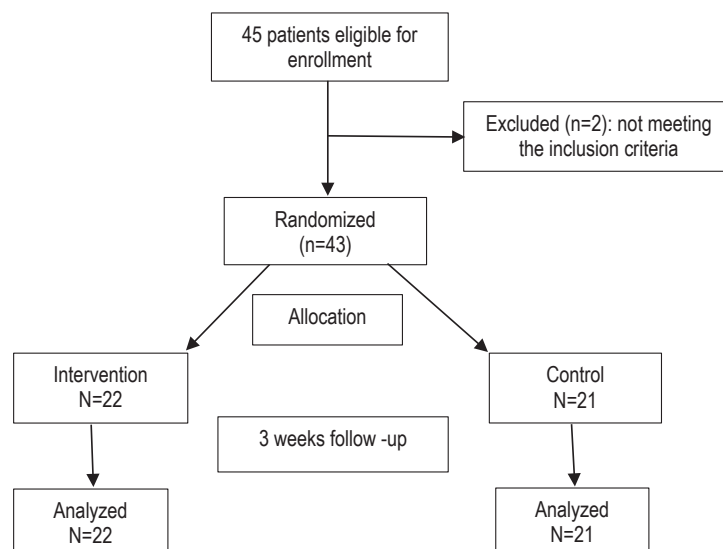 45 patients eligible for
enrollment
Excluded (n=2): not meeting
the inclusion criteria
Randomized
(n=43)
Allocation
Intervention
N=22
Control
N=21
3 weeks follow -up
Analyzed
N=22
Analyzed
N=21